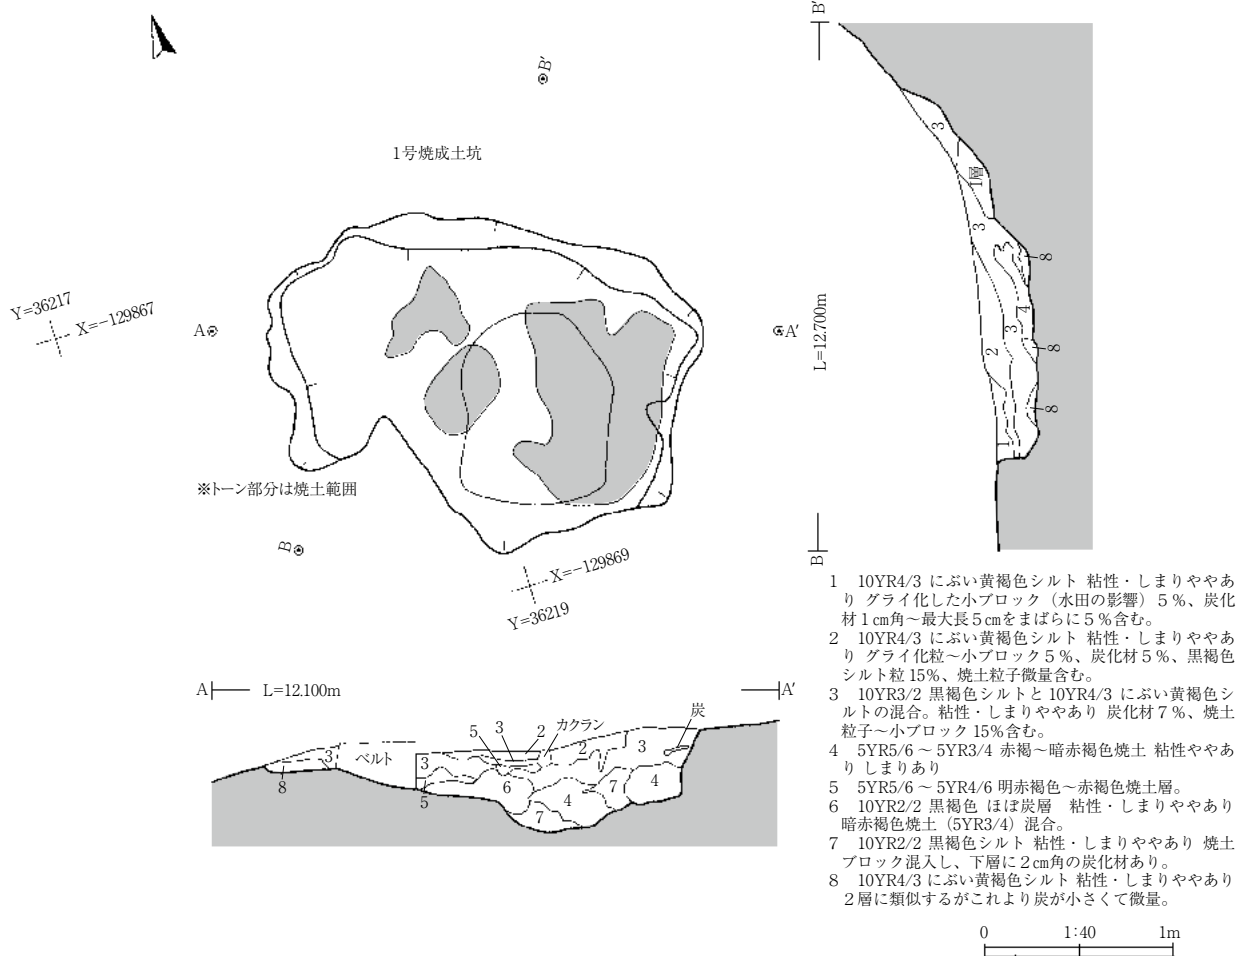 B'
B'
1号焼成土坑
3
1層
3
3
8
Y=36217
X=-129867
A
A'
L=12.700m
4
3
8
2
8
※トーン部分は焼土範囲
B
B
X=-129869
Y=36219
1 10YR4/3 にぶい黄褐色シルト 粘性・しまりややあ
り グライ化した小ブロック（水田の影響）5％、炭化
材1㎝角～最大長5㎝をまばらに5％含む。
2 10YR4/3 にぶい黄褐色シルト 粘性・しまりややあ
り グライ化粒～小ブロック5％、炭化材5％、黒褐色
シルト粒 15％、焼土粒子微量含む。
3 10YR3/2 黒褐色シルトと 10YR4/3 にぶい黄褐色シ
ルトの混合。粘性・しまりややあり 炭化材7％、焼土
粒子～小ブロック 15％含む。
4 5YR5/6 ～ 5YR3/4 赤褐～暗赤褐色焼土 粘性ややあ
り しまりあり
5 5YR5/6 ～ 5YR4/6 明赤褐色～赤褐色焼土層。
6 10YR2/2 黒褐色 ほぼ炭層 粘性・しまりややあり
暗赤褐色焼土（5YR3/4）混合。
7 10YR2/2 黒褐色シルト 粘性・しまりややあり 焼土
ブロック混入し、下層に2㎝角の炭化材あり。
8 10YR4/3 にぶい黄褐色シルト 粘性・しまりややあり
2層に類似するがこれより炭が小さくて微量。
A
L=12.100m
A'
炭
5
3
2
カクラン
3
ベルト
3
2
3
8
5
6
4
7
4
7
0
1:40
1m